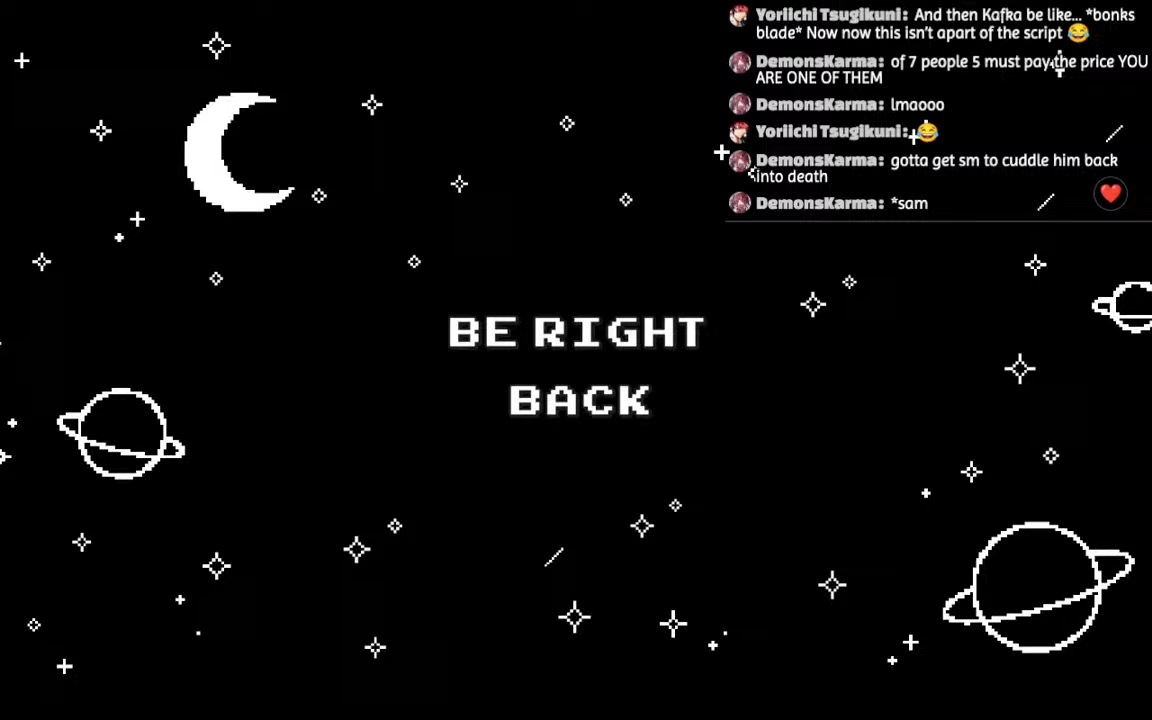 Yoriichi Tsugikuni: And then Kafka be like... *bonks
blade* Now now this isn't apart of the script 😂
DemonsKarma: of 7 people 5 must pay the price YOU
ARE ONE OF THEM
DemonsKarma: lmaooo
Yoriichi Tsugikuni: 😂
DemonsKarma: gotta get sm to cuddle him back
into death
DemonsKarma: *sam
BE RIGHT
BACK